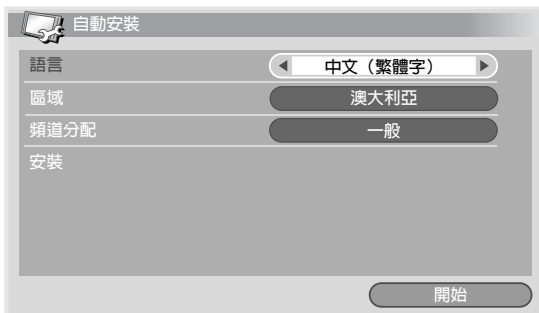 自動安裝
語言 中文（繁體字）
區域 澳大利亞
頻道分配 一般
安裝
開始